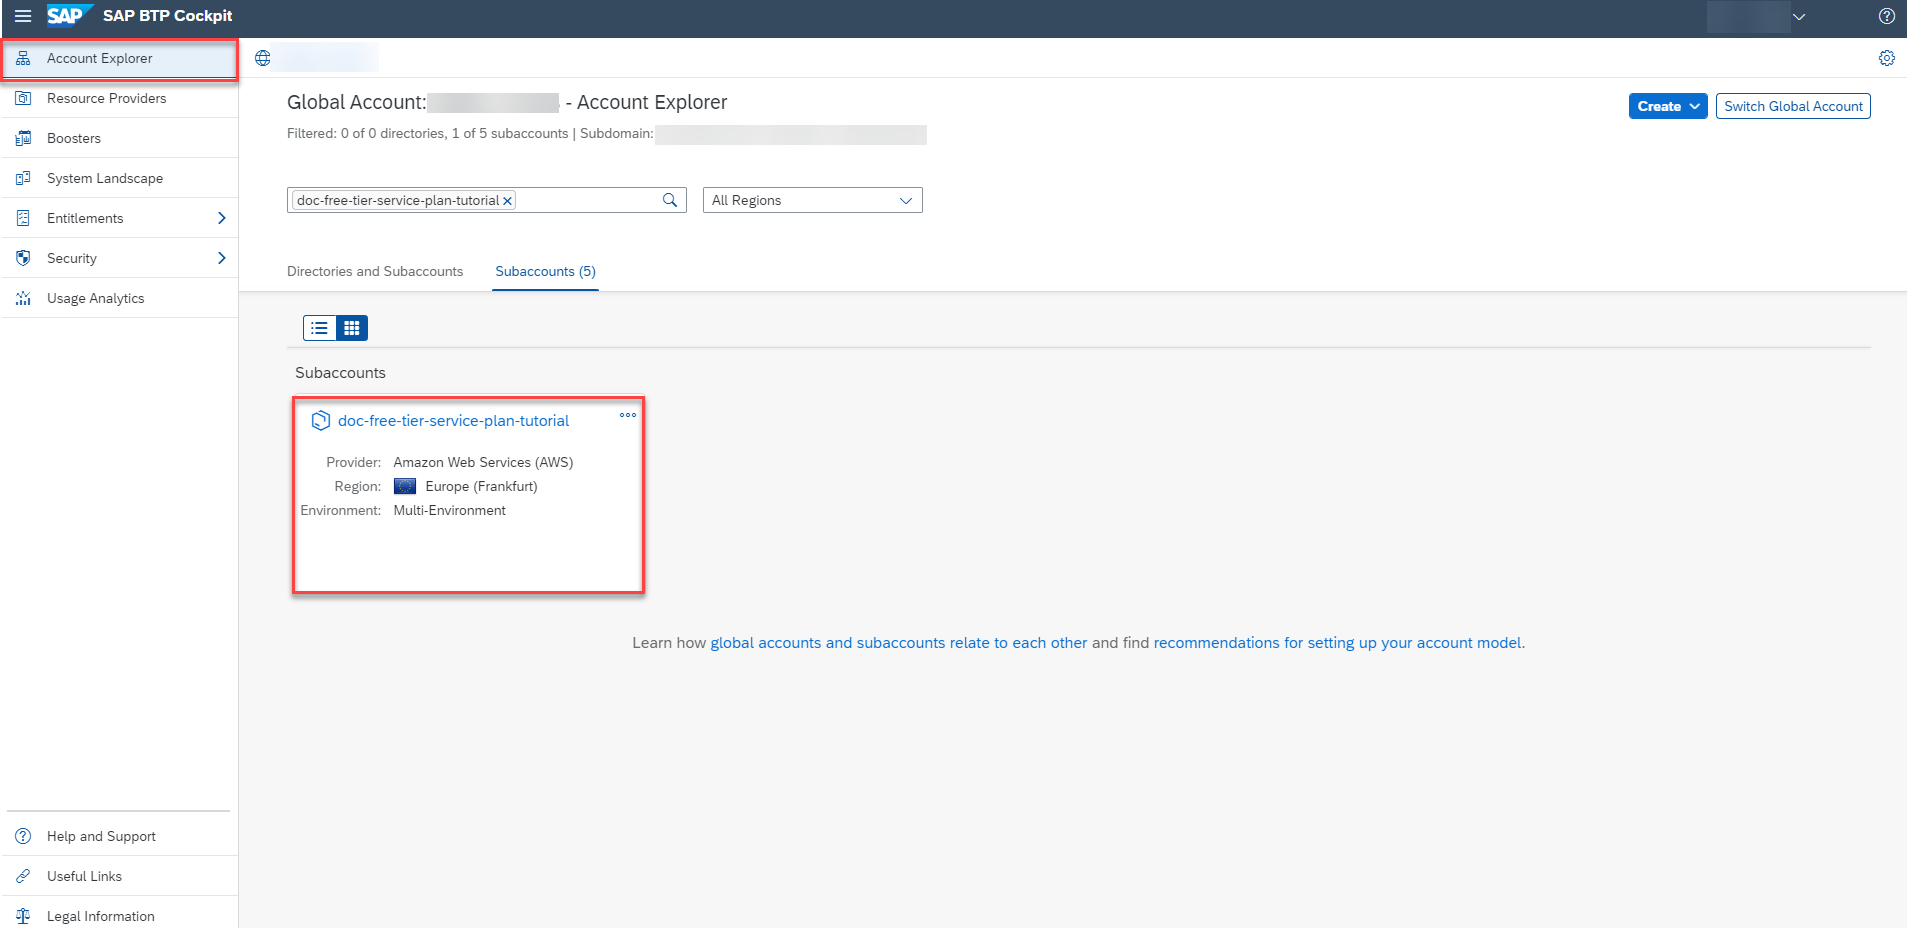 SAP SAP BTP Cockpit
Account Explorer
Resource Providers
Boosters
System Landscape
Entitlements
Security
Usage Analytics
Help and Support
Useful Links
Legal Information
Global Account: - Account Explorer
Filtered: 0 of 0 directories, 1 of 5 subaccounts | Subdomain:
Create
Switch Global Account
doc-free-tier-service-plan-tutorial
All Regions
Directories and Subaccounts
Subaccounts (5)
Subaccounts
doc-free-tier-service-plan-tutorial
Provider: Amazon Web Services (AWS)
Region: Europe (Frankfurt)
Environment: Multi-Environment
Learn how global accounts and subaccounts relate to each other and find recommendations for setting up your account model.